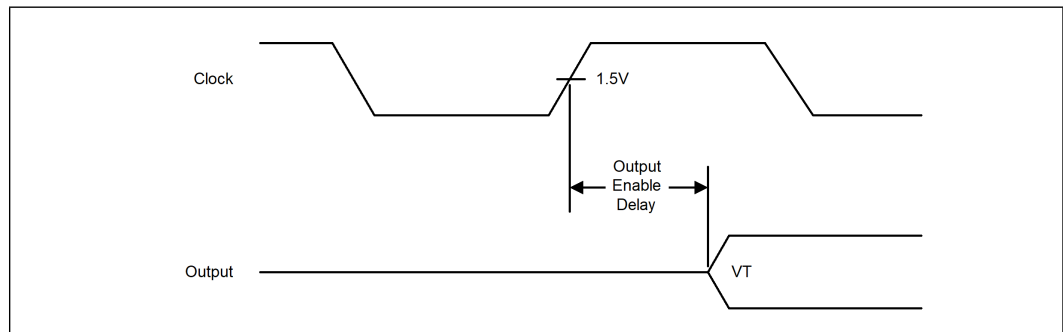 Clock
1.5V
Output
Enable
Delay
Output
VT